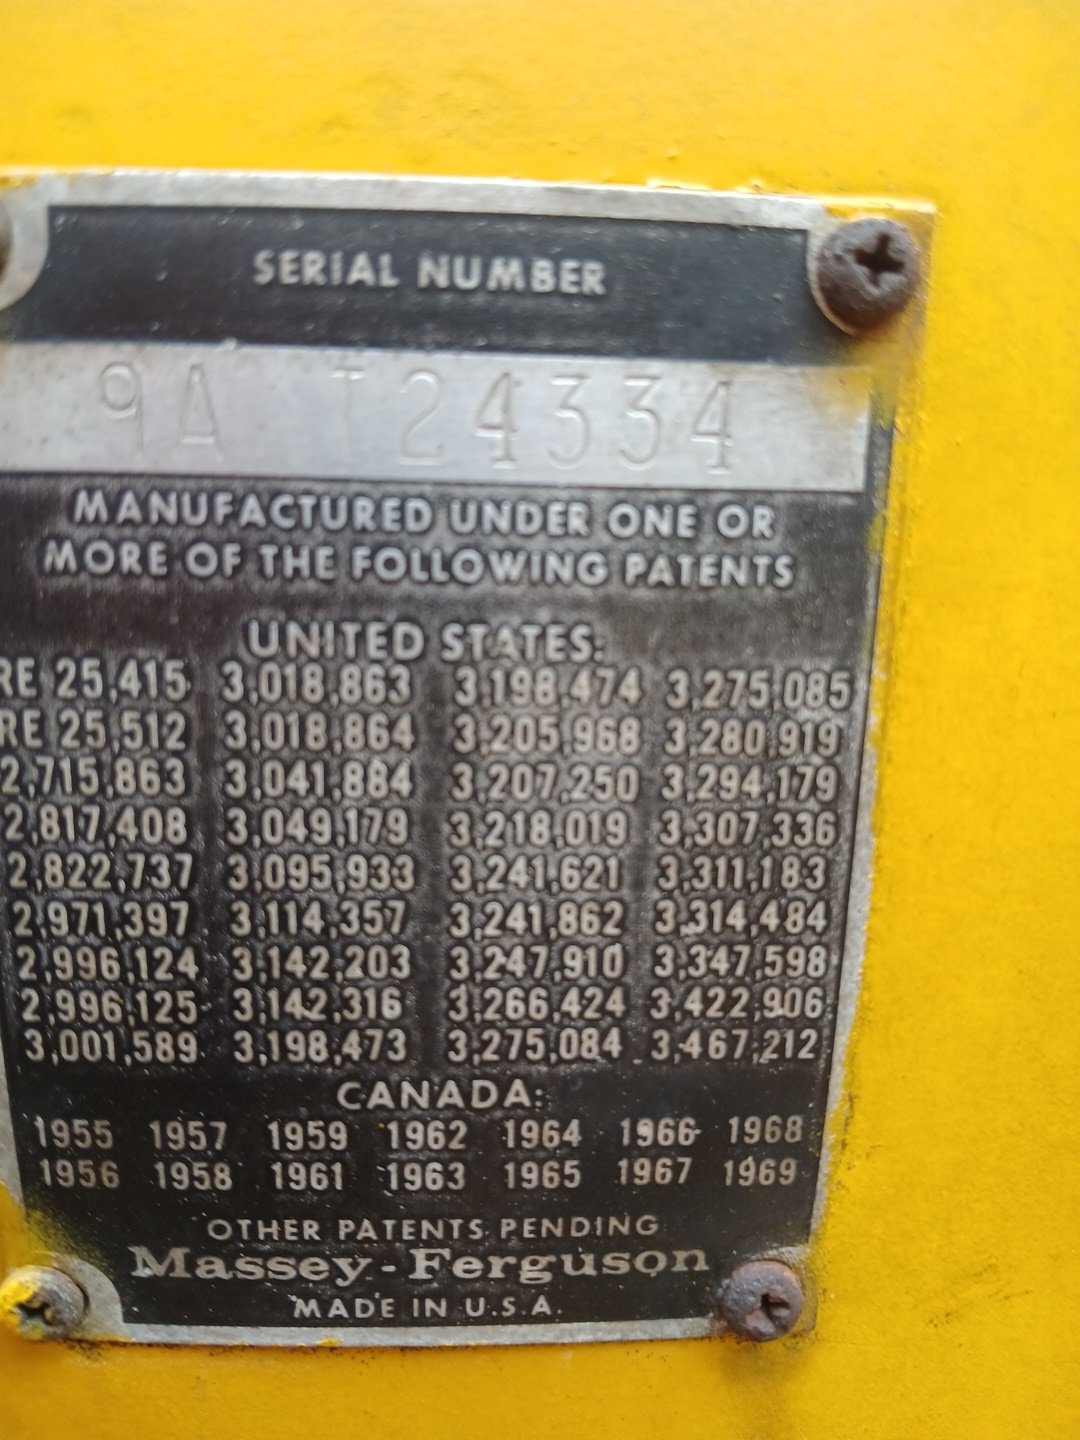 SERIAL NUMBER
9A T24334
MANUFACTURED UNDER ONE OR
MORE OF THE FOLLOWING PATENTS
UNITED STATES:
RE 25,415 3,018,863 3,198,474 3,275,085
RE 25,512 3,018,864 3,205,968 3,280,919
2,715,863 3,041,884 3,207,250 3,294,179
2,817,408 3,049,179 3,218,019 3,307,336
2,822,737 3,095,933 3,241,621 3,311,183
2,971,397 3,114,357 3,241,862 3,314,484
2,996,124 3,142,203 3,247,910 3,347,598
2,996,125 3,142,316 3,266,424 3,422,906
3,001,589 3,198,473 3,275,084 3,467,212
CANADA:
1955 1957 1959 1962 1964 1966 1968
1956 1958 1961 1963 1965 1967 1969
OTHER PATENTS PENDING
Massey-Ferguson
MADE IN U.S.A.